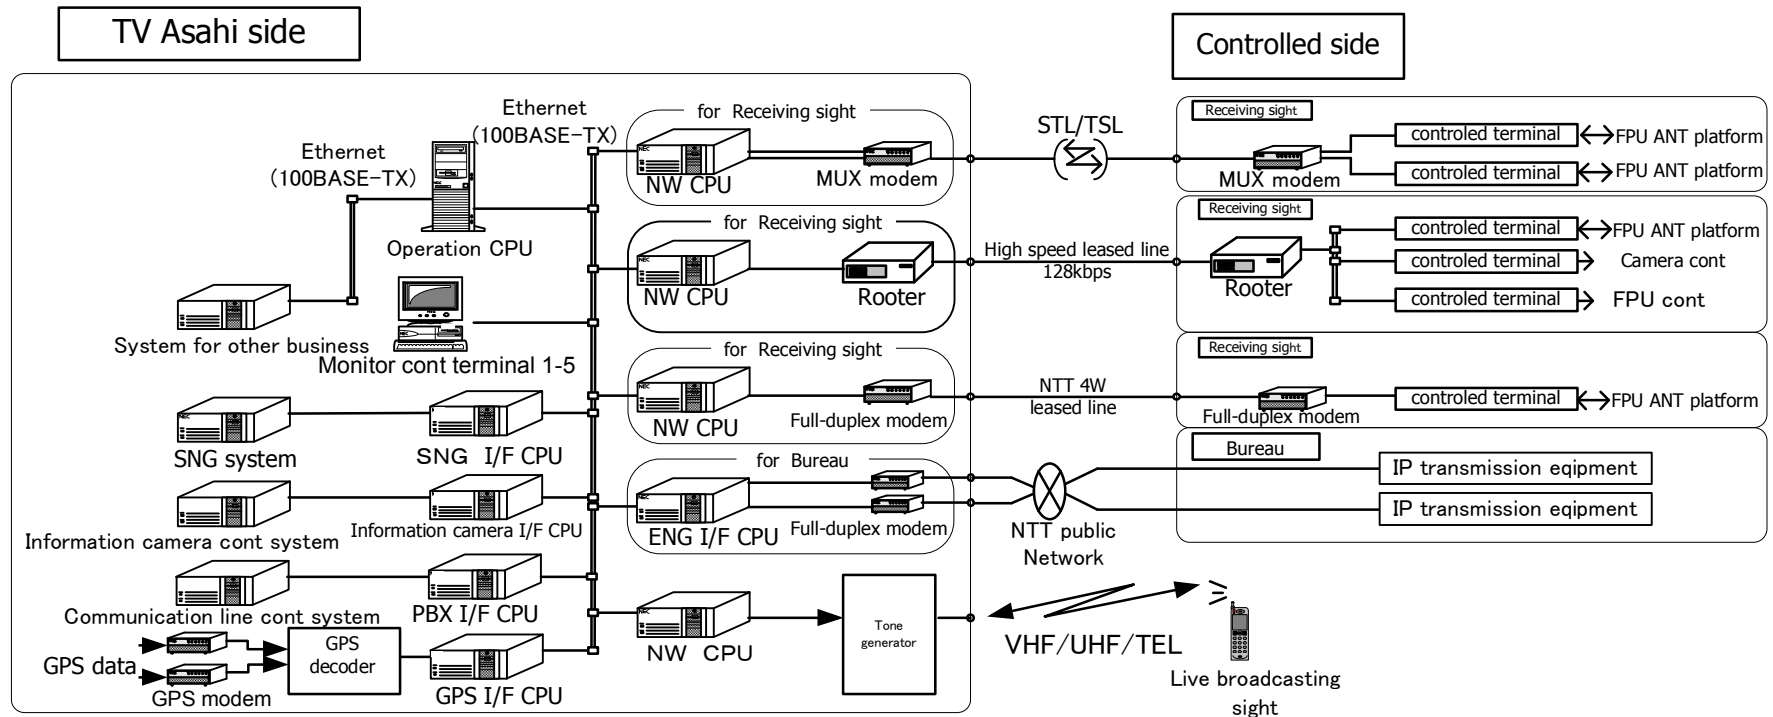 TV Asahi side
Controlled side
Ethernet
(100BASE-TX)
Ethernet
(100BASE-TX)
Operation CPU
System for other business
Monitor cont terminal 1-5
SNG system
SNG I/F CPU
Information camera cont system
Information camera I/F CPU
Communication line cont system
PBX I/F CPU
GPS data
GPS modem
GPS
decoder
GPS I/F CPU
for Receiving sight
NEC
NW CPU
MUX modem
for Receiving sight
NEC
NW CPU
Rooter
for Receiving sight
NEC
NW CPU
Full-duplex modem
for Bureau
ENG I/F CPU
Full-duplex modem
NW CPU
Tone
generator
STL/TSL
High speed leased line
128kbps
NTT 4W
leased line
NTT public
Network
VHF/UHF/TEL
Live broadcasting
sight
Receiving sight
MUX modem
controled terminal
FPU ANT platform
controled terminal
FPU ANT platform
Receiving sight
Rooter
controled terminal
FPU ANT platform
controled terminal
Camera cont
controled terminal
FPU cont
Receiving sight
Full-duplex modem
controled terminal
FPU ANT platform
Bureau
IP transmission eqipment
IP transmission eqipment